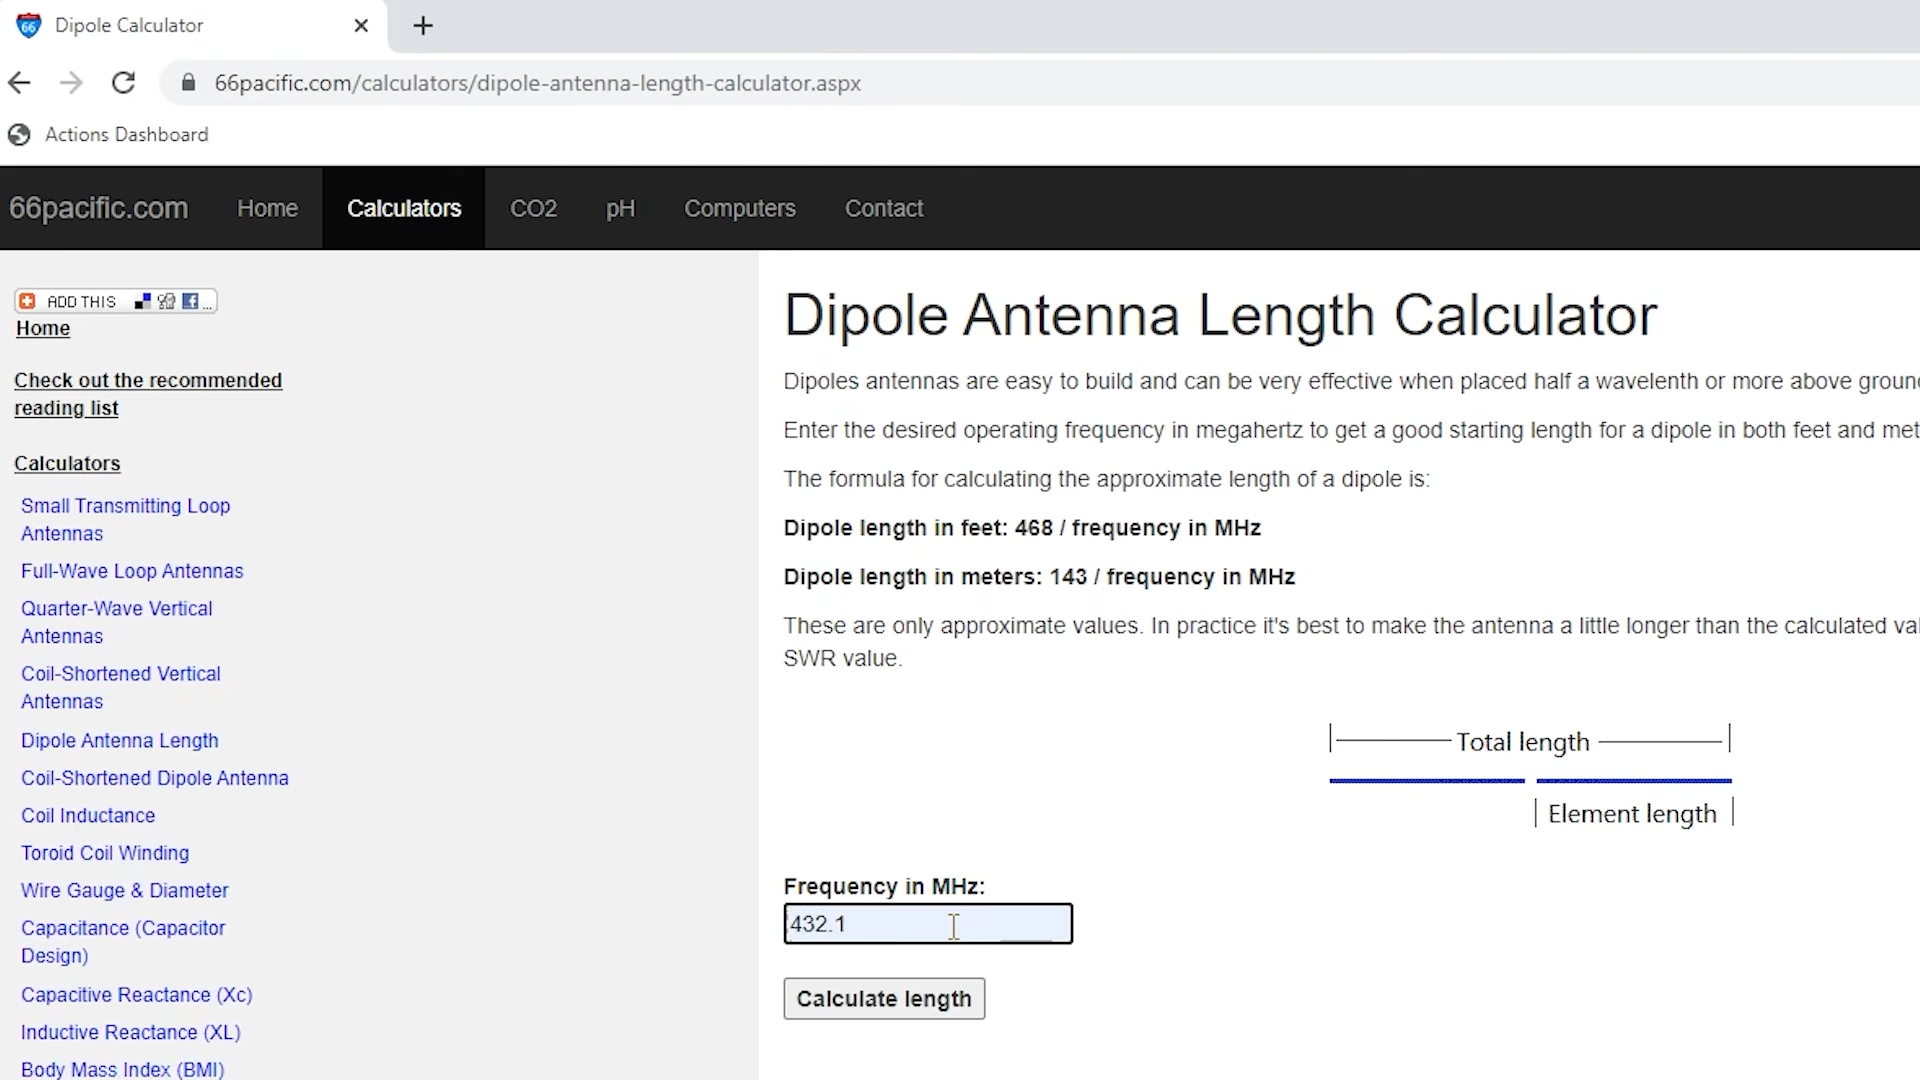 Dipole Calculator
66pacific.com/calculators/dipole-antenna-length-calculator.aspx
Actions Dashboard
66pacific.com Home Calculators CO2 pH Computers Contact
ADD THIS ...
Home
Check out the recommended
reading list
Calculators
Small Transmitting Loop
Antennas
Full-Wave Loop Antennas
Quarter-Wave Vertical
Antennas
Coil-Shortened Vertical
Antennas
Dipole Antenna Length
Coil-Shortened Dipole Antenna
Coil Inductance
Toroid Coil Winding
Wire Gauge & Diameter
Capacitance (Capacitor
Design)
Capacitive Reactance (Xc)
Inductive Reactance (XL)
Body Mass Index (BMI)
Dipole Antenna Length Calculator
Dipoles antennas are easy to build and can be very effective when placed half a wavelenth or more above groun
Enter the desired operating frequency in megahertz to get a good starting length for a dipole in both feet and met
The formula for calculating the approximate length of a dipole is:
Dipole length in feet: 468 / frequency in MHz
Dipole length in meters: 143 / frequency in MHz
These are only approximate values. In practice it's best to make the antenna a little longer than the calculated val
SWR value.
Total length
Element length
Frequency in MHz:
432.1
Calculate length